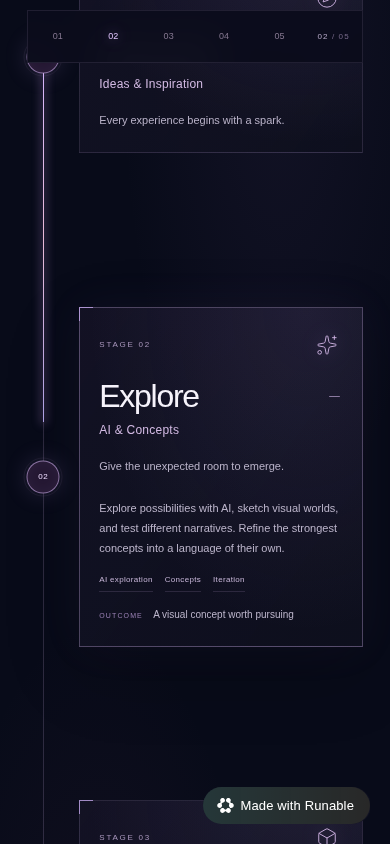 01 02 03 04 05 02 / 05
Ideas & Inspiration
Every experience begins with a spark.
STAGE 02
Explore
AI & Concepts
02
Give the unexpected room to emerge.
Explore possibilities with AI, sketch visual worlds,
and test different narratives. Refine the strongest
concepts into a language of their own.
AI exploration Concepts Iteration
OUTCOME A visual concept worth pursuing
Made with Runable
STAGE 03